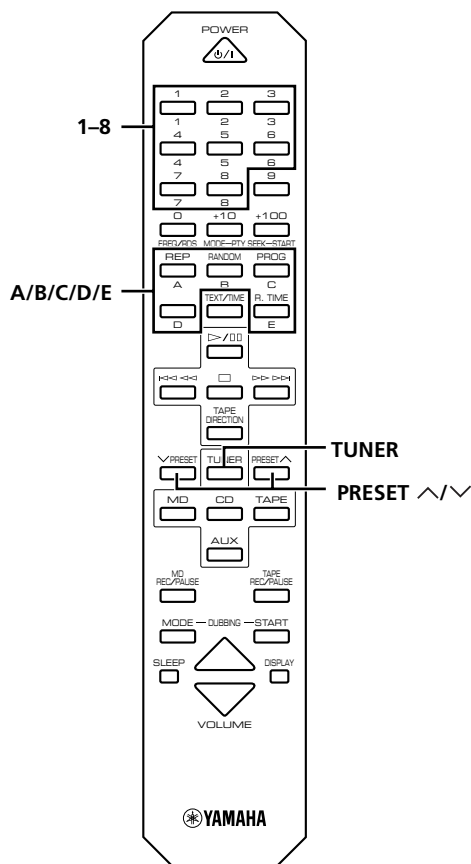 POWER
⏻/I
1 2 3
1–8
1 2 3
4 5 6
4 5 6
7 8 9
7 8
0 +10 +100
FREQ/RDS MODE–PTY SEEK–START
REP RANDOM PROG
A/B/C/D/E
A B C
TEXT/TIME R. TIME
D E
TAPE
DIRECTION
TUNER
PRESET TUNER PRESET
PRESET
MD CD TAPE
AUX
MD
REC/PAUSE
TAPE
REC/PAUSE
MODE – DUBBING – START
SLEEP DISPLAY
VOLUME
YAMAHA